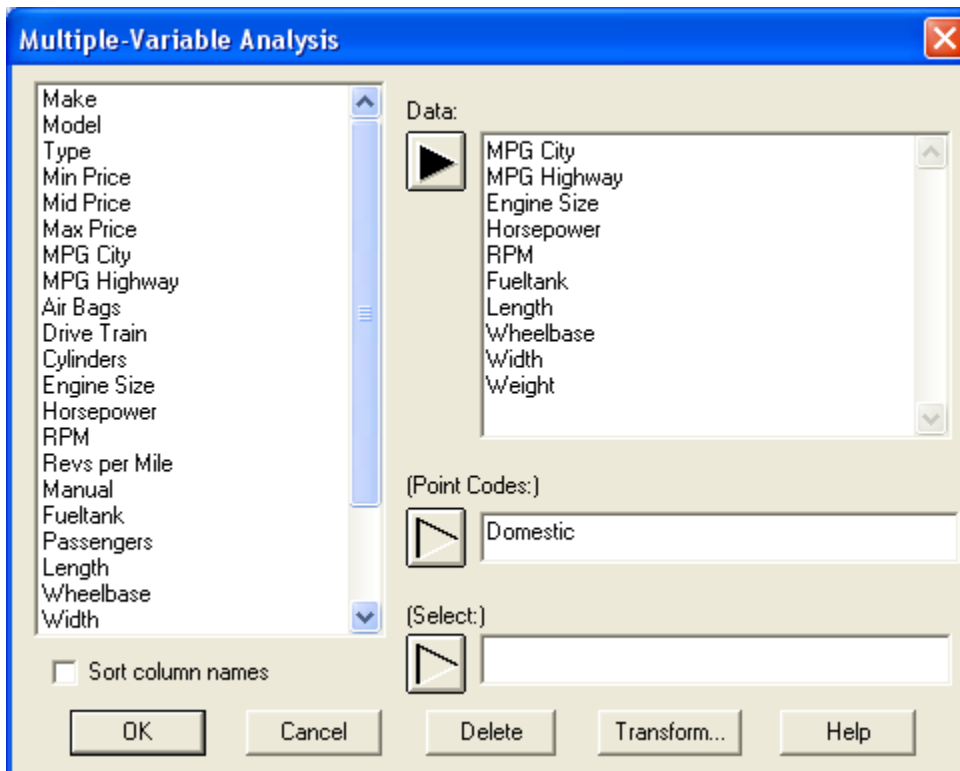 Multiple-Variable Analysis
Make
Model
Type
Min Price
Mid Price
Max Price
MPG City
MPG Highway
Air Bags
Drive Train
Cylinders
Engine Size
Horsepower
RPM
Revs per Mile
Manual
Fueltank
Passengers
Length
Wheelbase
Width
Sort column names
Data:
MPG City
MPG Highway
Engine Size
Horsepower
RPM
Fueltank
Length
Wheelbase
Width
Weight
(Point Codes:)
Domestic
(Select:)
OK Cancel Delete Transform... Help